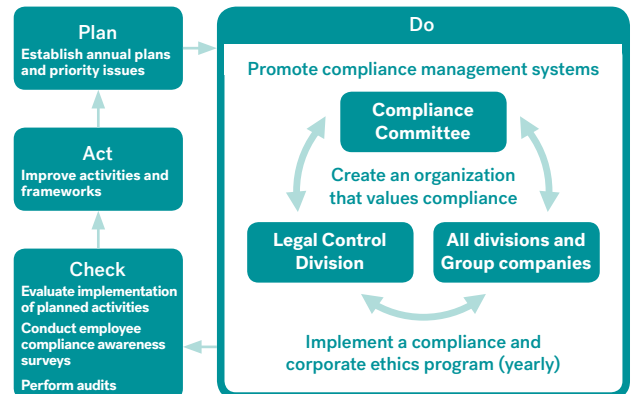 Plan
Establish annual plans
and priority issues
Act
Improve activities and
frameworks
Check
Evaluate implementation
of planned activities
Conduct employee
compliance awareness
surveys
Perform audits
Do
Promote compliance management systems
Compliance
Committee
Create an organization
that values compliance
Legal Control
Division
All divisions and
Group companies
Implement a compliance and
corporate ethics program (yearly)